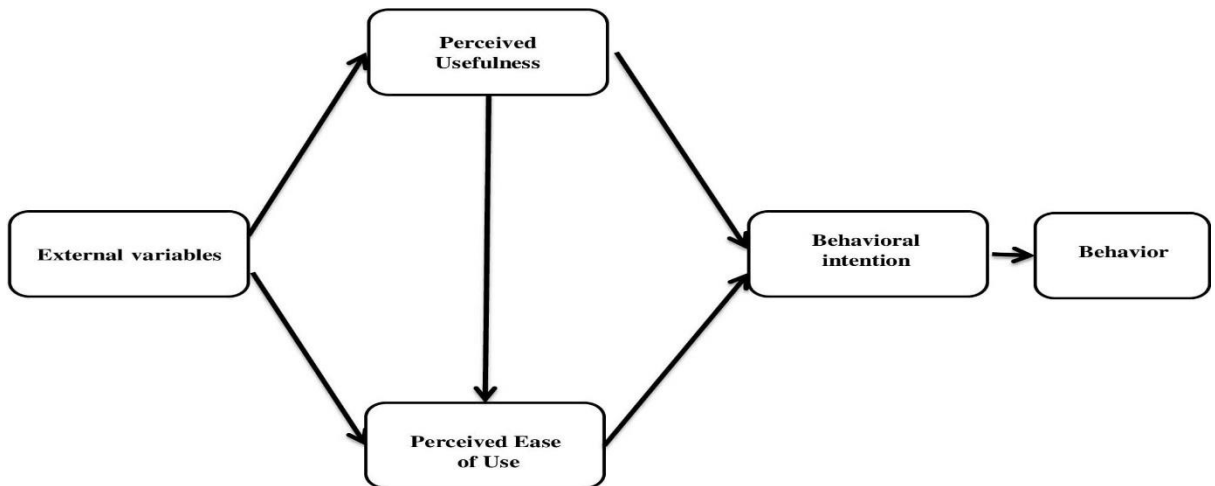 Perceived
Usefulness
External variables
Behavioral
intention
Behavior
Perceived Ease
of Use